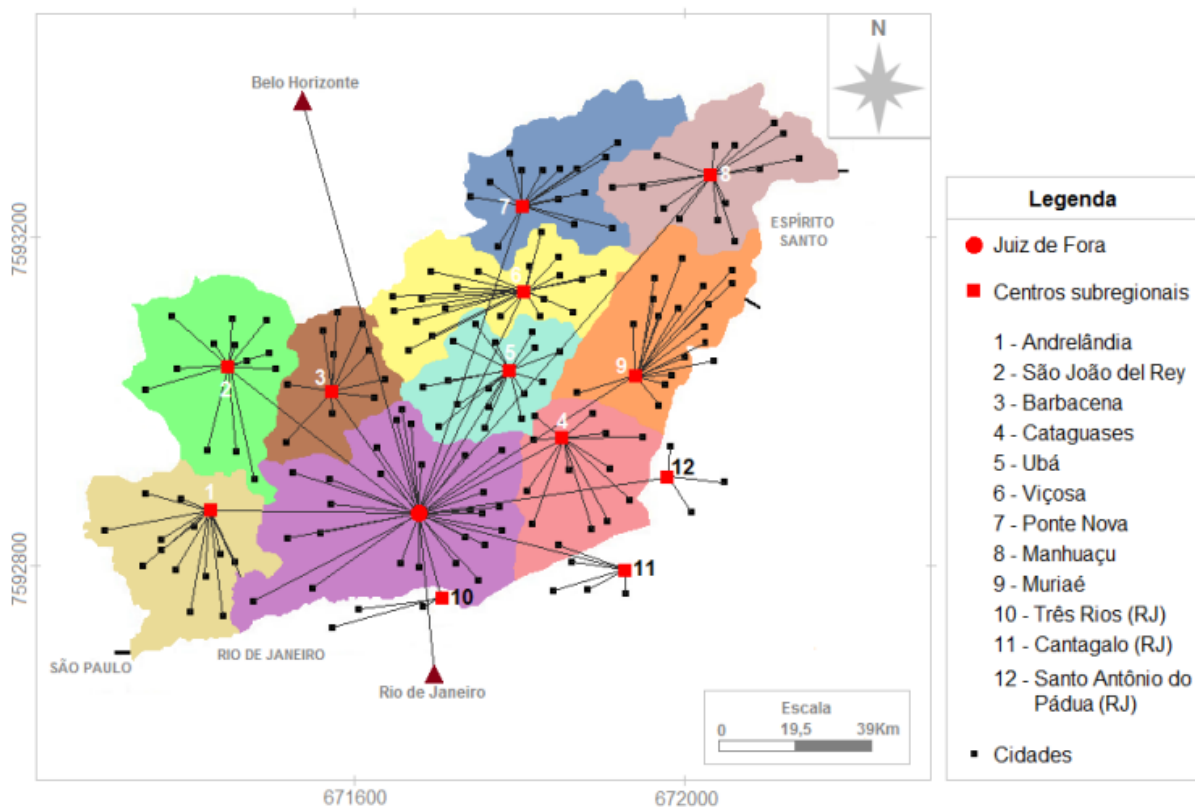 N
Belo Horizonte
8
7
ESPÍRITO
SANTO
7593200
6
5
9
3
2
4
12
1
11
7592800
10
SÃO PAULO
RIO DE JANEIRO
Rio de Janeiro
Escala
0 19,5 39Km
671600 672000
Legenda
Juiz de Fora
Centros subregionais
1 - Andrelândia
2 - São João del Rey
3 - Barbacena
4 - Cataguases
5 - Ubá
6 - Viçosa
7 - Ponte Nova
8 - Manhuaçu
9 - Muriaé
10 - Três Rios (RJ)
11 - Cantagalo (RJ)
12 - Santo Antônio do
Pádua (RJ)
Cidades